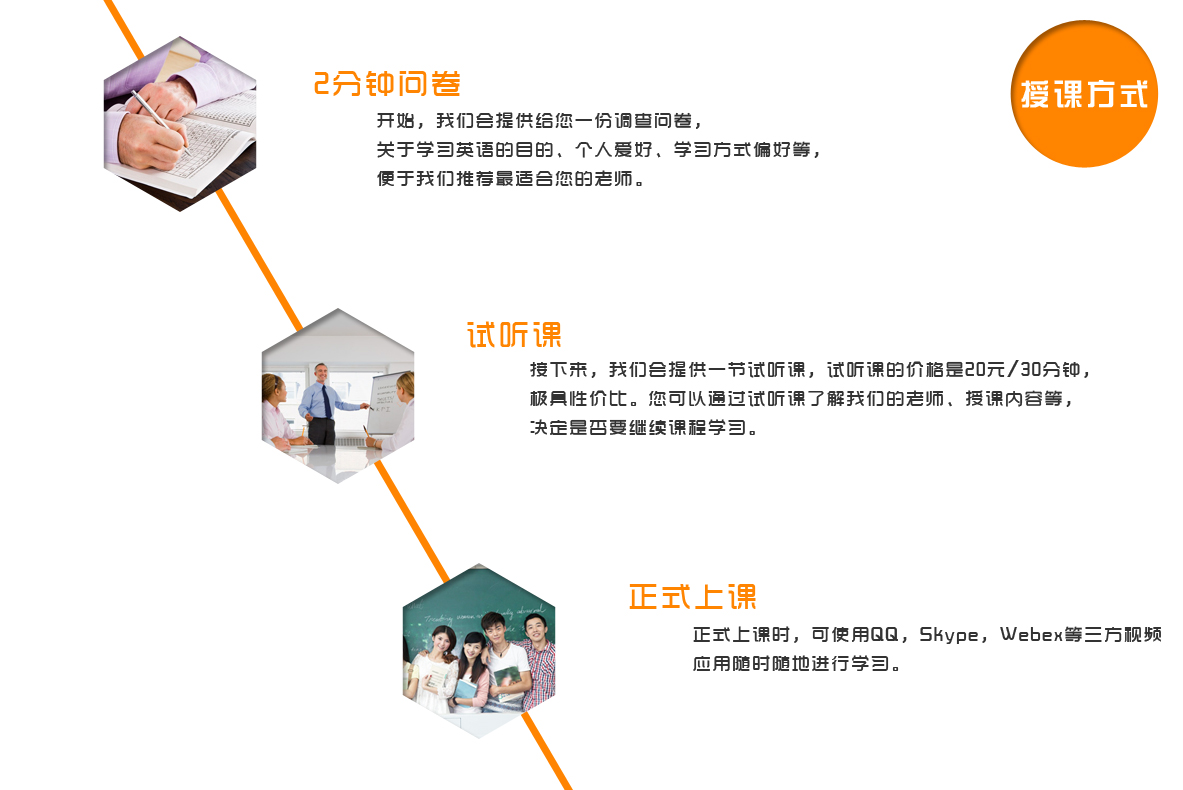 授课方式
2分钟问卷
开始，我们会提供给您一份调查问卷，
关于学习英语的目的、个人爱好、学习方式偏好等，
便于我们推荐最适合您的老师。
试听课
接下来，我们会提供一节试听课，试听课的价格是20元/30分钟，
极具性价比。您可以通过试听课了解我们的老师、授课内容等，
决定是否要继续课程学习。
正式上课
正式上课时，可使用QQ，Skype，Webex等三方视频
应用随时随地进行学习。